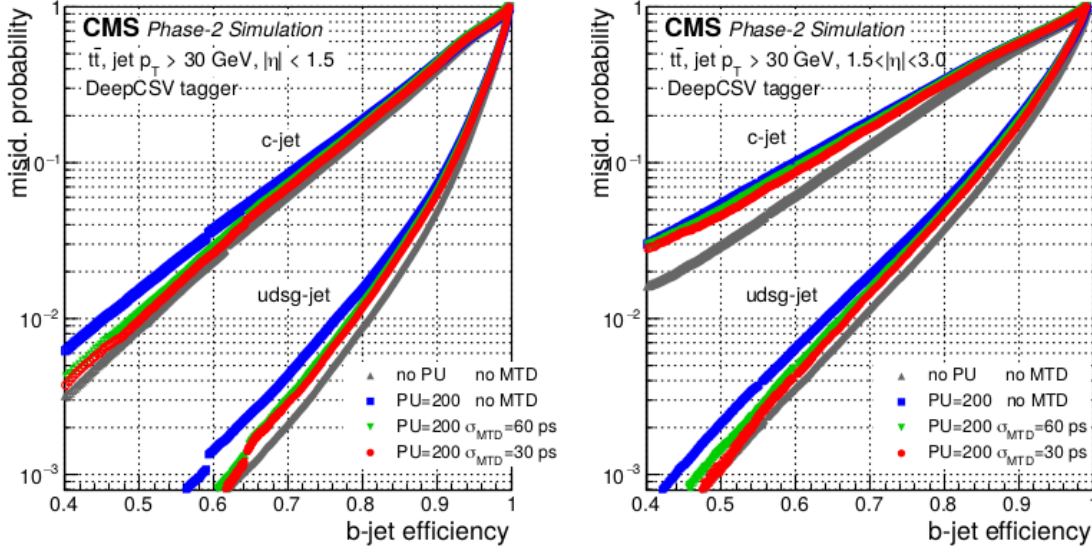 CMS Phase-2 Simulation
tt̄, jet p_T > 30 GeV, |η| < 1.5
DeepCSV tagger
misid. probability
1
10⁻¹
10⁻²
10⁻³
c-jet
udsg-jet
no PU no MTD
PU=200 no MTD
PU=200 σ_MTD=60 ps
PU=200 σ_MTD=30 ps
0.4 0.5 0.6 0.7 0.8 0.9 1
b-jet efficiency
CMS Phase-2 Simulation
tt̄, jet p_T > 30 GeV, 1.5<|η|<3.0
DeepCSV tagger
misid. probability
1
10⁻¹
10⁻²
10⁻³
c-jet
udsg-jet
no PU no MTD
PU=200 no MTD
PU=200 σ_MTD=60 ps
PU=200 σ_MTD=30 ps
0.4 0.5 0.6 0.7 0.8 0.9 1
b-jet efficiency